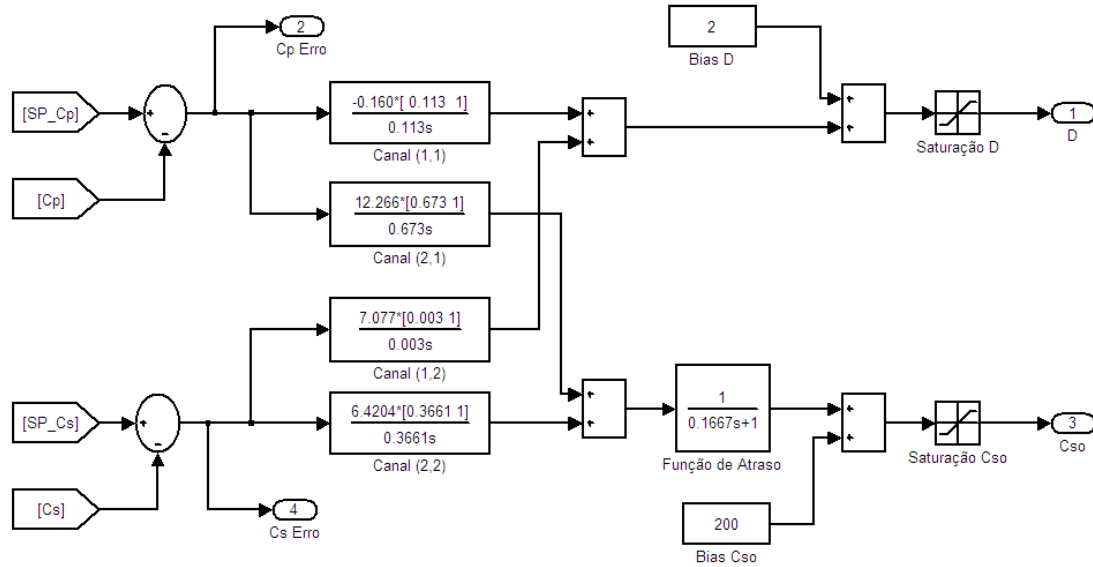 2
Cp Erro
2
Bias D
[SP_Cp]
+
-
-0.160*[ 0.113  1]
0.113s
Canal (1,1)
+
+
+
+
Saturação D
1
D
[Cp]
12.266*[0.673 1]
0.673s
Canal (2,1)
7.077*[0.003 1]
0.003s
Canal (1,2)
[SP_Cs]
+
-
6.4204*[0.3661 1]
0.3661s
Canal (2,2)
+
+
1
0.1667s+1
Função de Atraso
+
+
Saturação Cso
3
Cso
[Cs]
4
Cs Erro
200
Bias Cso